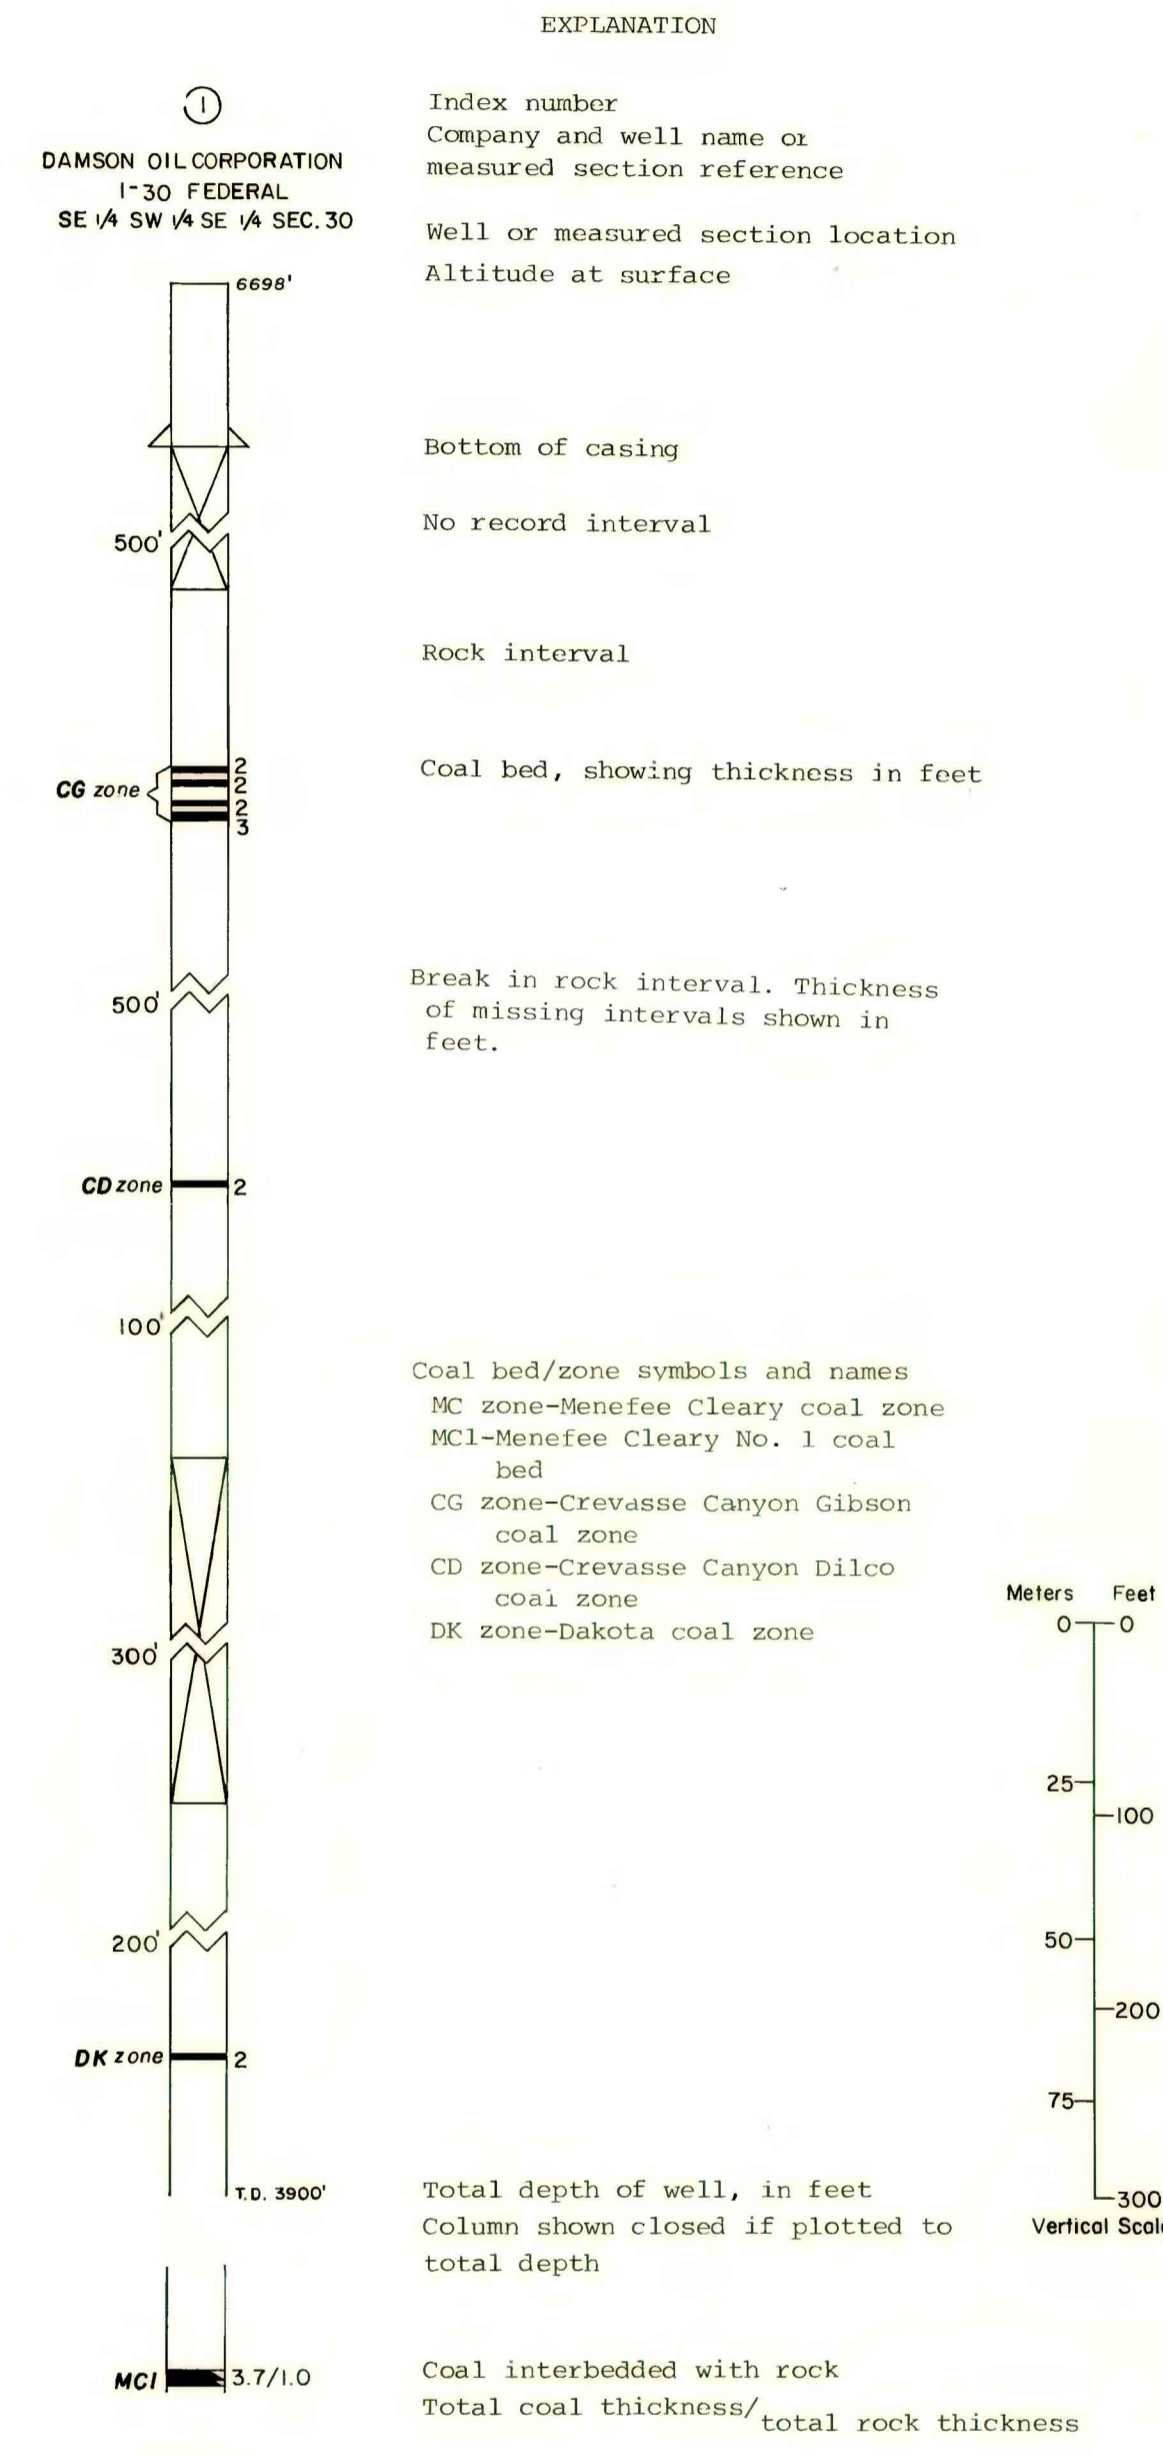 EXPLANATION
1
Index number
DAMSON OIL CORPORATION
1-30 FEDERAL
SE 1/4 SW 1/4 SE 1/4 SEC. 30
Company and well name or
measured section reference
Well or measured section location
6698'
Altitude at surface
Bottom of casing
500'
No record interval
Rock interval
CG zone
2
2
2
3
Coal bed, showing thickness in feet
500'
Break in rock interval. Thickness
of missing intervals shown in
feet.
CD zone
2
100'
Coal bed/zone symbols and names
MC zone-Menefee Cleary coal zone
MC1-Menefee Cleary No. 1 coal
bed
CG zone-Crevasse Canyon Gibson
coal zone
CD zone-Crevasse Canyon Dilco
coal zone
DK zone-Dakota coal zone
300'
200'
DK zone
2
Meters Feet
0 0
25
100
50
200
75
300
Vertical Scal
T.D. 3900'
Total depth of well, in feet
Column shown closed if plotted to
total depth
MC1
3.7/1.0
Coal interbedded with rock
Total coal thickness/
total rock thickness